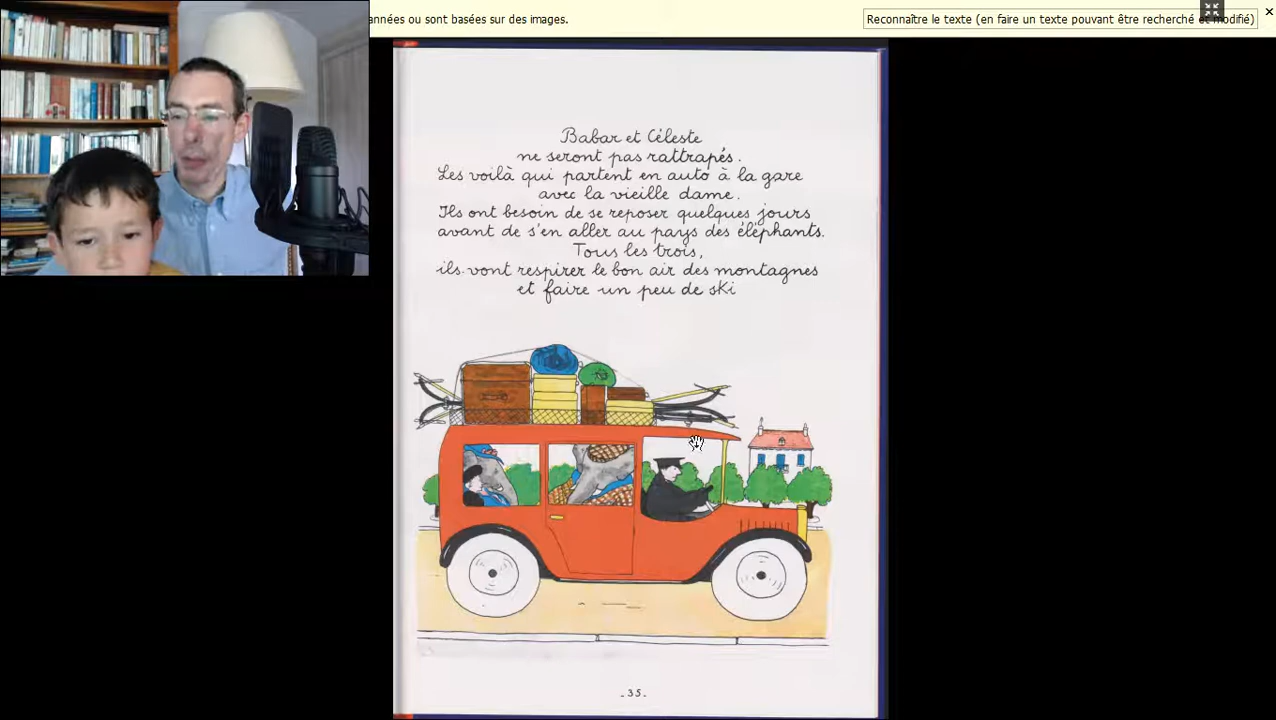 années ou sont basées sur des images.
Reconnaître le texte (en faire un texte pouvant être recherché et modifié)
Babar et Céleste
ne seront pas rattrapés.
Les voilà qui partent en auto à la gare
avec la vieille dame.
Ils ont besoin de se reposer quelques jours
avant de s'en aller au pays des éléphants.
Tous les trois,
ils vont respirer le bon air des montagnes
et faire un peu de ski
_35_